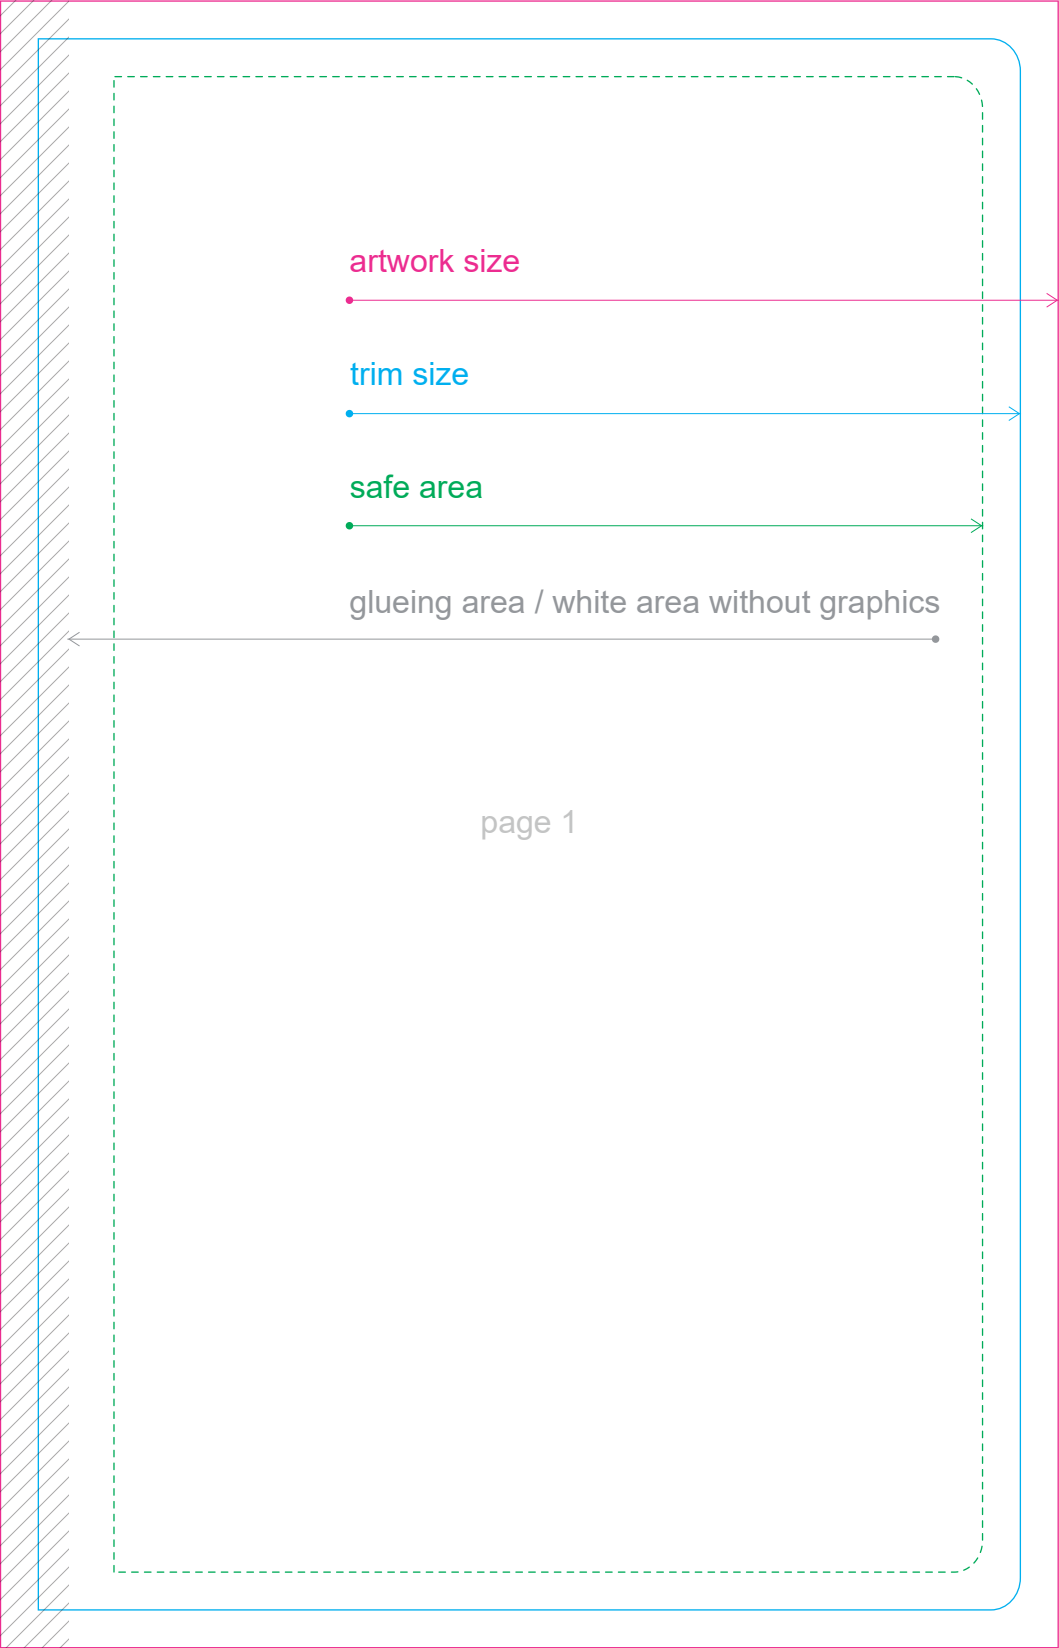 artwork size
trim size
safe area
glueing area / white area without graphics
page 1